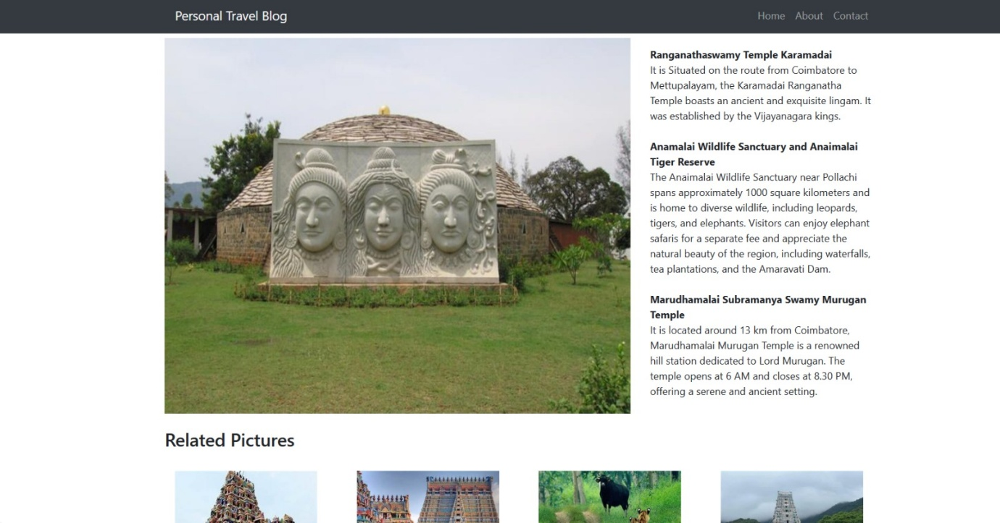 Personal Travel Blog
Home About Contact
Ranganathaswamy Temple Karamadai
It is Situated on the route from Coimbatore to
Mettupalayam, the Karamadai Ranganatha
Temple boasts an ancient and exquisite lingam. It
was established by the Vijayanagara kings.
Anamalai Wildlife Sanctuary and Anaimalai
Tiger Reserve
The Anaimalai Wildlife Sanctuary near Pollachi
spans approximately 1000 square kilometers and
is home to diverse wildlife, including leopards,
tigers, and elephants. Visitors can enjoy elephant
safaris for a separate fee and appreciate the
natural beauty of the region, including waterfalls,
tea plantations, and the Amaravati Dam.
Marudhamalai Subramanya Swamy Murugan
Temple
It is located around 13 km from Coimbatore,
Marudhamalai Murugan Temple is a renowned
hill station dedicated to Lord Murugan. The
temple opens at 6 AM and closes at 8.30 PM,
offering a serene and ancient setting.
Related Pictures